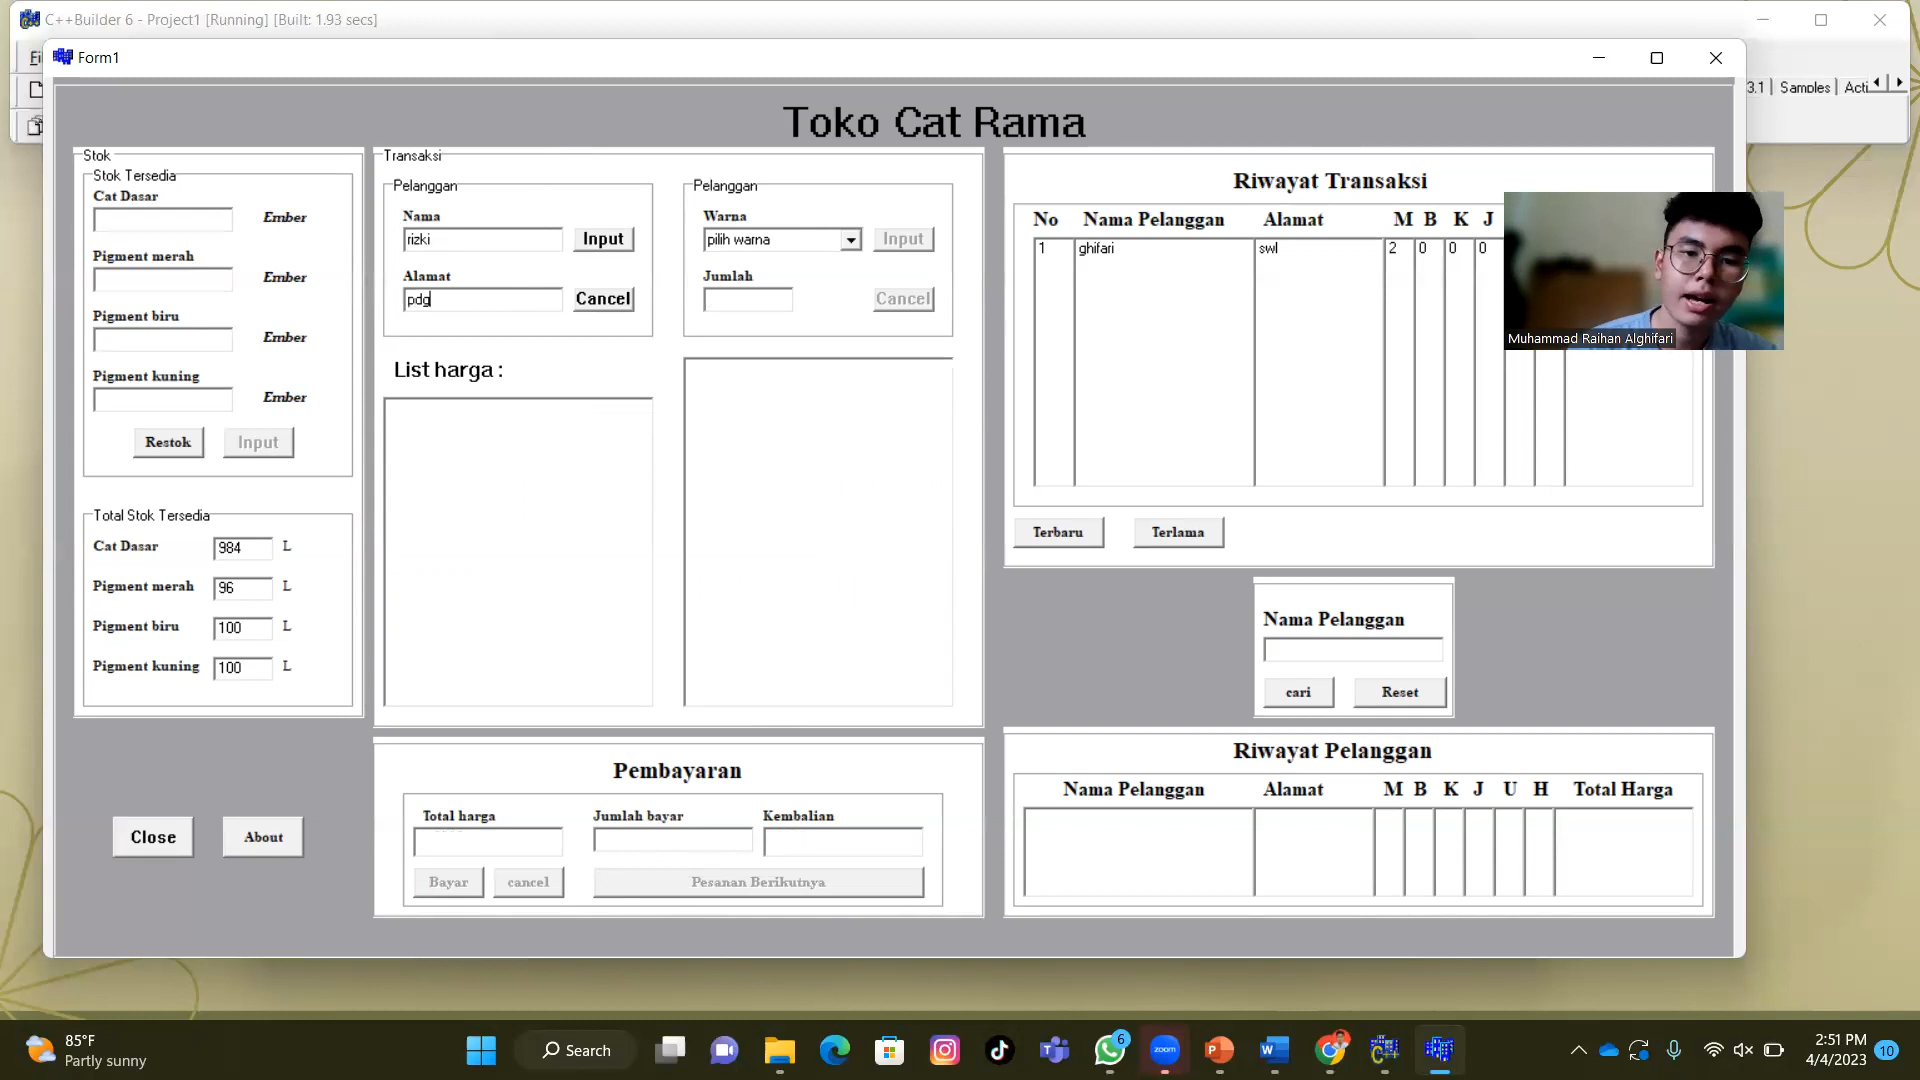 C++Builder 6 - Project1 [Running] [Built: 1.93 secs]
Form1
3.1 Samples Acti
Toko Cat Rama
Stok
Stok Tersedia
Cat Dasar
Ember
Pigment merah
Ember
Pigment biru
Ember
Pigment kuning
Ember
Restok Input
Total Stok Tersedia
Cat Dasar 984 L
Pigment merah 96 L
Pigment biru 100 L
Pigment kuning 100 L
Close About
Transaksi
Pelanggan
Nama
rizki Input
Alamat
pdg Cancel
Pelanggan
Warna
pilih warna Input
Jumlah
Cancel
List harga :
Pembayaran
Total harga Jumlah bayar Kembalian
Bayar cancel Pesanan Berikutnya
Riwayat Transaksi
No Nama Pelanggan Alamat M B K J
1 ghifari swl 2 0 0 0
Muhammad Raihan Alghifari
Terbaru Terlama
Nama Pelanggan
cari Reset
Riwayat Pelanggan
Nama Pelanggan Alamat M B K J U H Total Harga
85°F
Partly sunny
Search
6
zoom
2:51 PM
4/4/2023
10